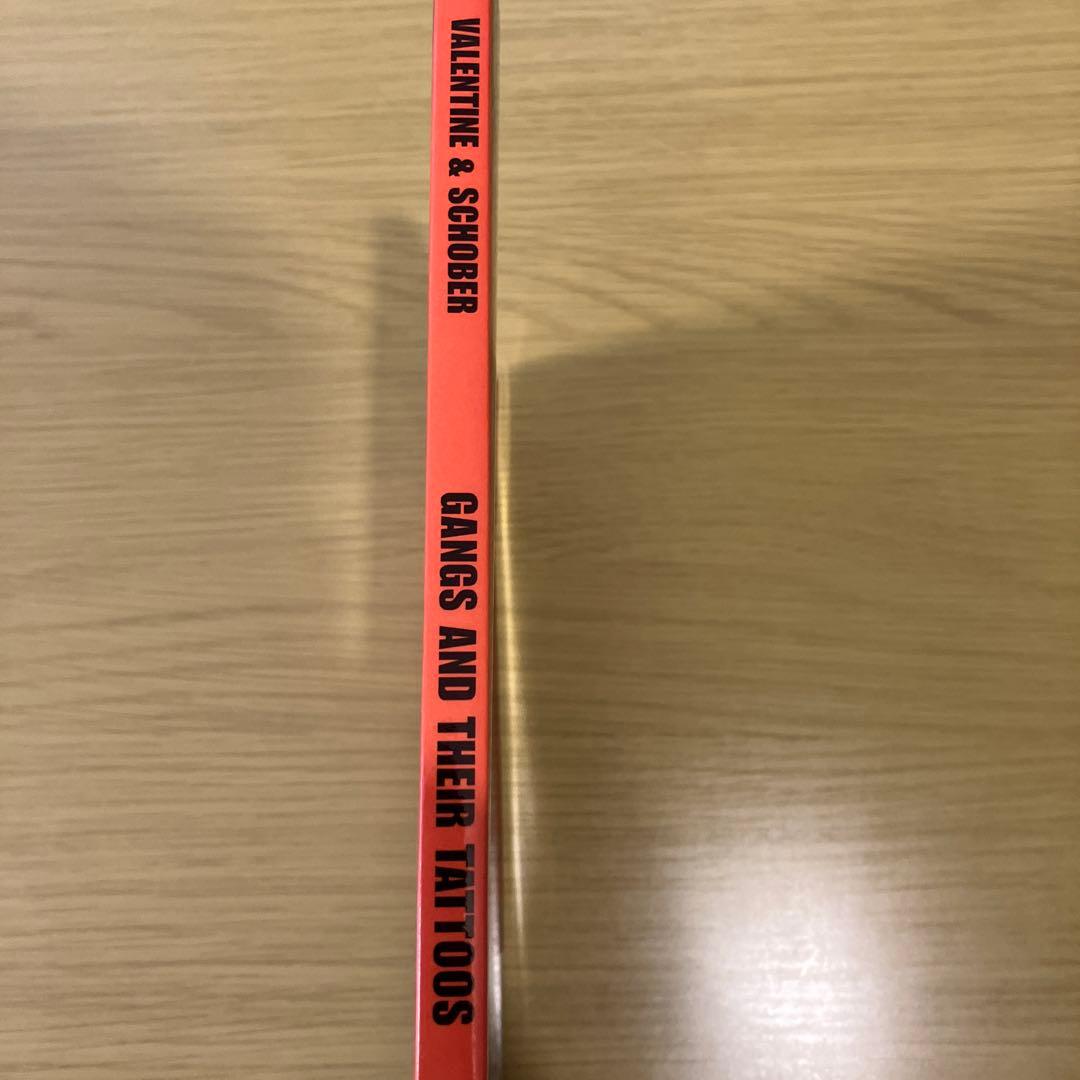 VALENTINE & SCHOBER
GANGS AND THEIR TATTOOS